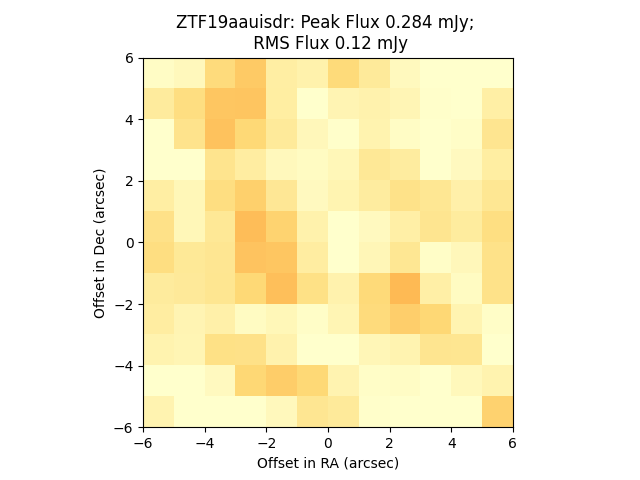 ZTF19aauisdr: Peak Flux 0.284 mJy;
RMS Flux 0.12 mJy
6
4
2
0
−2
−4
−6
Offset in Dec (arcsec)
−6 −4 −2 0 2 4 6
Offset in RA (arcsec)